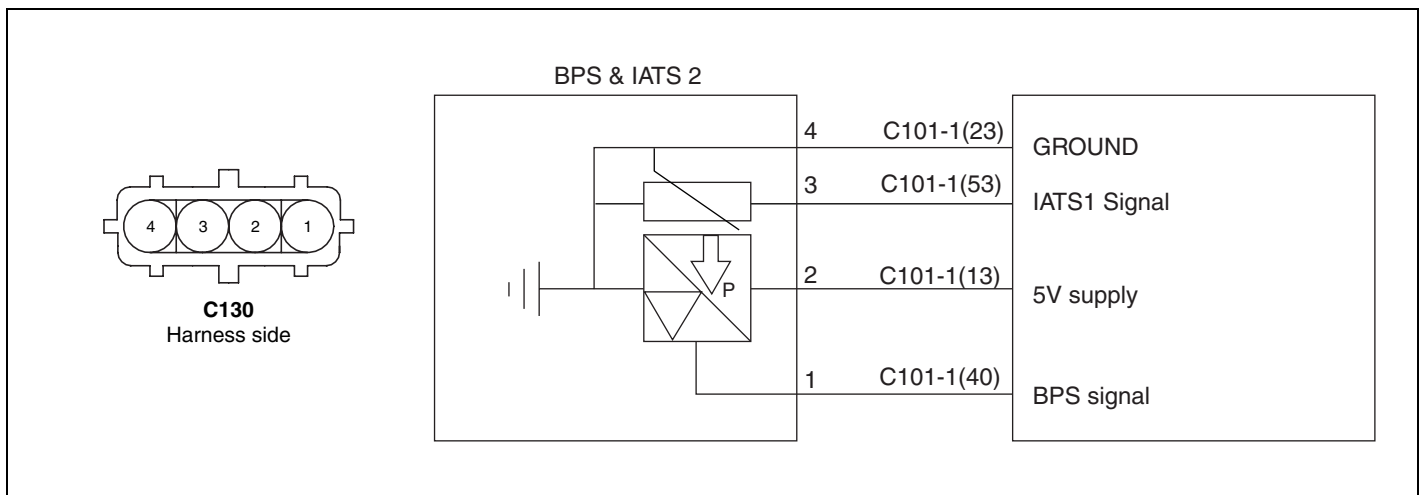 BPS & IATS 2
4 C101-1(23) GROUND
3 C101-1(53) IATS1 Signal
2 C101-1(13) 5V supply
1 C101-1(40) BPS signal
P
4 3 2 1
C130
Harness side